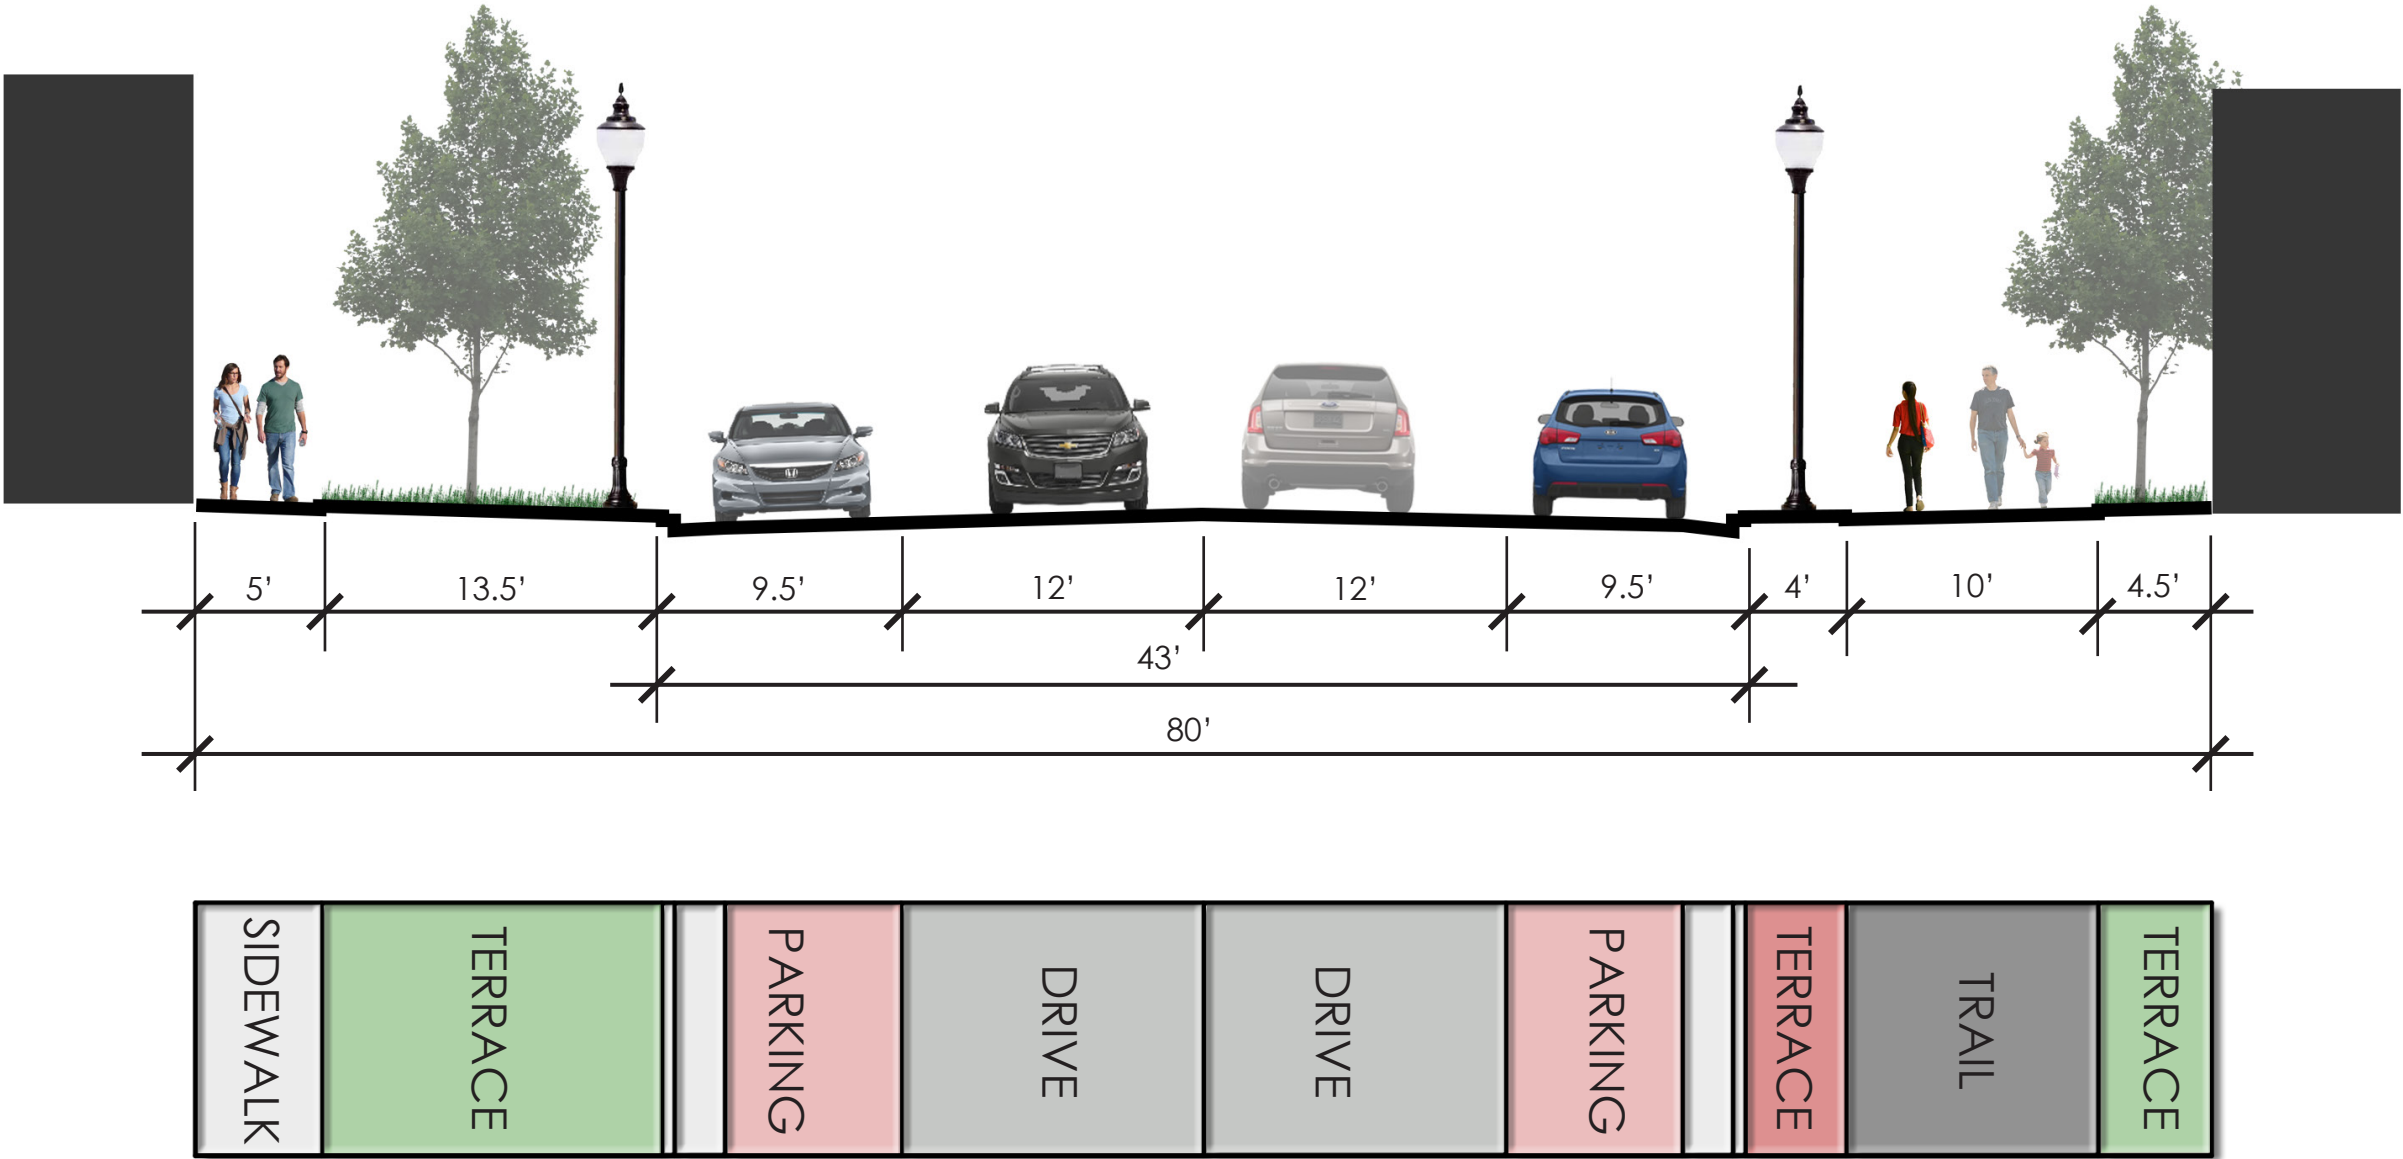 5’ 13.5’ 9.5’ 12’ 12’ 9.5’ 4’ 10’ 4.5’
43’
80’
SIDEWALK
TERRACE
PARKING
DRIVE
DRIVE
PARKING
TERRACE
TRAIL
TERRACE